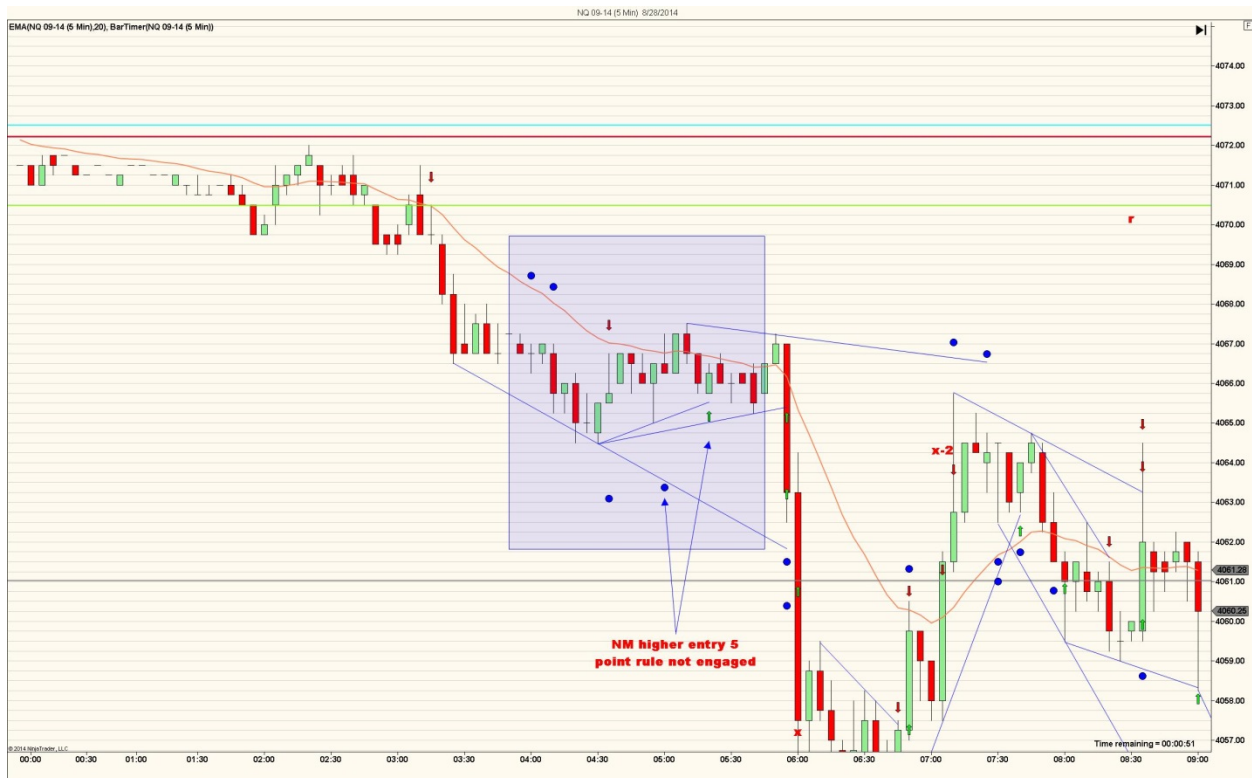 NQ 09-14 (5 Min) 8/28/2014
EMA(NQ 09-14 (5 Min),20), BarTimer(NQ 09-14 (5 Min))
F
4074.00
4073.00
4072.00
4071.00
4070.00
r
4069.00
4068.00
4067.00
4066.00
4065.00
x-2
4064.00
4063.00
4062.00
4061.28
4061.00
4060.25
4060.00
NM higher entry 5
point rule not engaged
4059.00
4058.00
x
4057.00
© 2014 NinjaTrader, LLC
Time remaining = 00:00:51
00:00 00:30 01:00 01:30 02:00 02:30 03:00 03:30 04:00 04:30 05:00 05:30 06:00 06:30 07:00 07:30 08:00 08:30 09:00